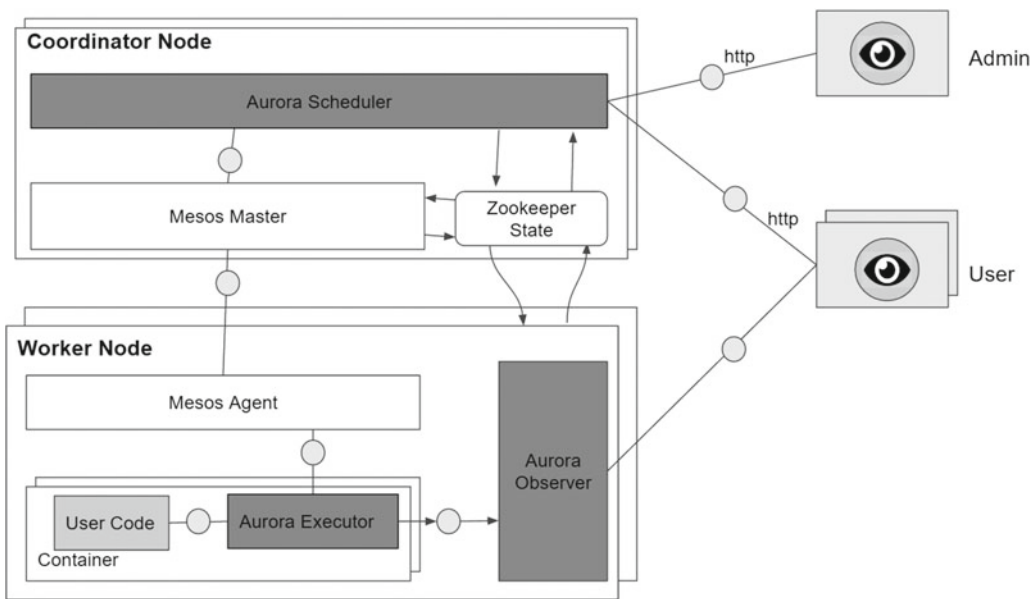 Coordinator Node
Aurora Scheduler
http
Admin
Mesos Master
Zookeeper
State
http
User
Worker Node
Mesos Agent
Aurora
Observer
User Code
Aurora Executor
Container